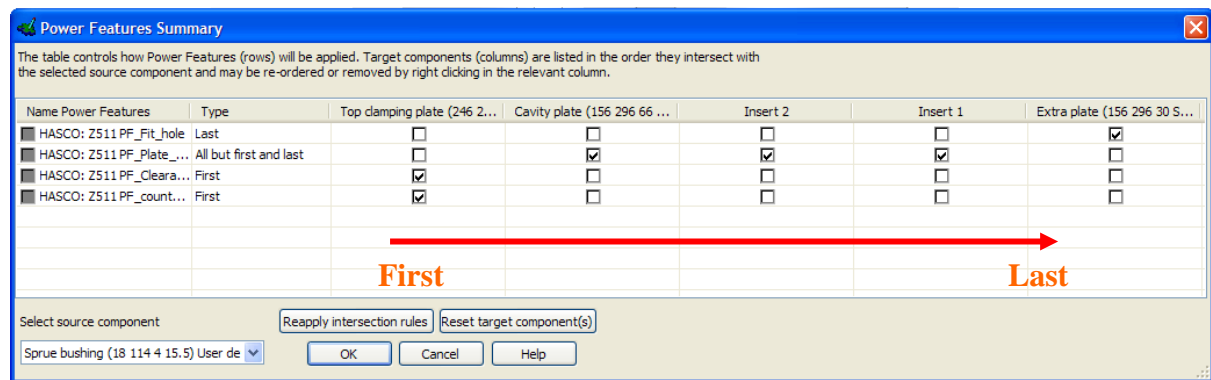 Power Features Summary
The table controls how Power Features (rows) will be applied. Target components (columns) are listed in the order they intersect with
the selected source component and may be re-ordered or removed by right clicking in the relevant column.
Name Power Features Type Top clamping plate (246 2... Cavity plate (156 296 66 ... Insert 2 Insert 1 Extra plate (156 296 30 S...
HASCO: Z511 PF_Fit_hole Last
HASCO: Z511 PF_Plate_... All but first and last
HASCO: Z511 PF_Cleara... First
HASCO: Z511 PF_count... First
First Last
Select source component Reapply intersection rules Reset target component(s)
Sprue bushing (18 114 4 15.5) User de OK Cancel Help